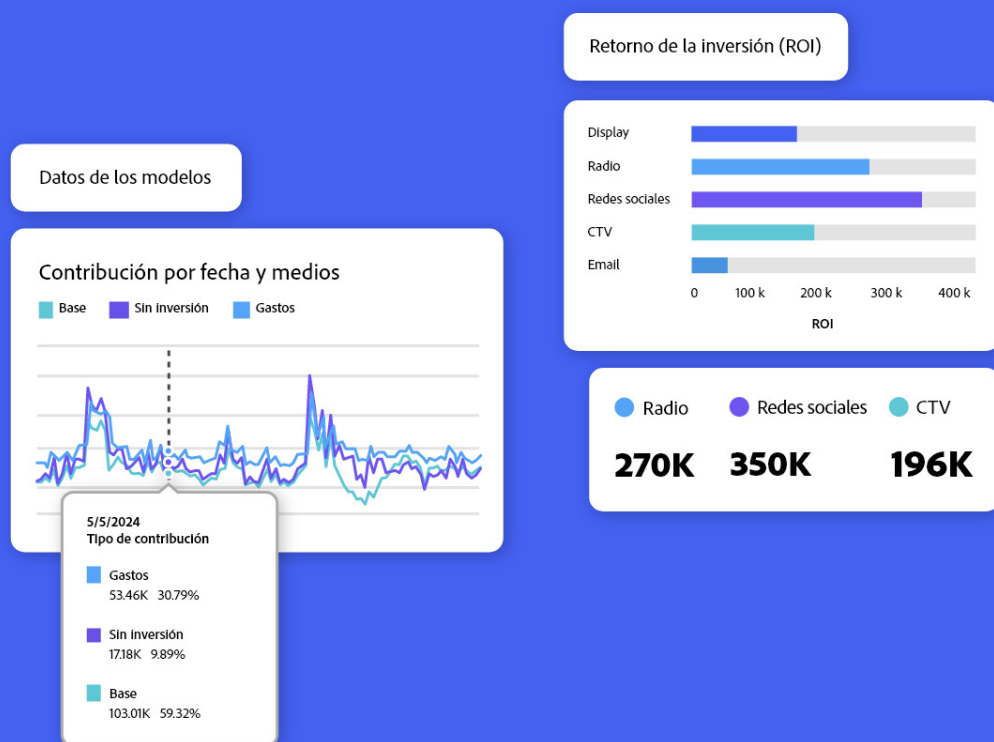 Datos de los modelos
Contribución por fecha y medios
Base Sin inversión Gastos
5/5/2024
Tipo de contribución
Gastos
53.46K 30.79%
Sin inversión
17.18K 9.89%
Base
103.01K 59.32%
Retorno de la inversión (ROI)
Display
Radio
Redes sociales
CTV
Email
0 100 k 200 k 300 k 400 k
ROI
Radio Redes sociales CTV
270K 350K 196K